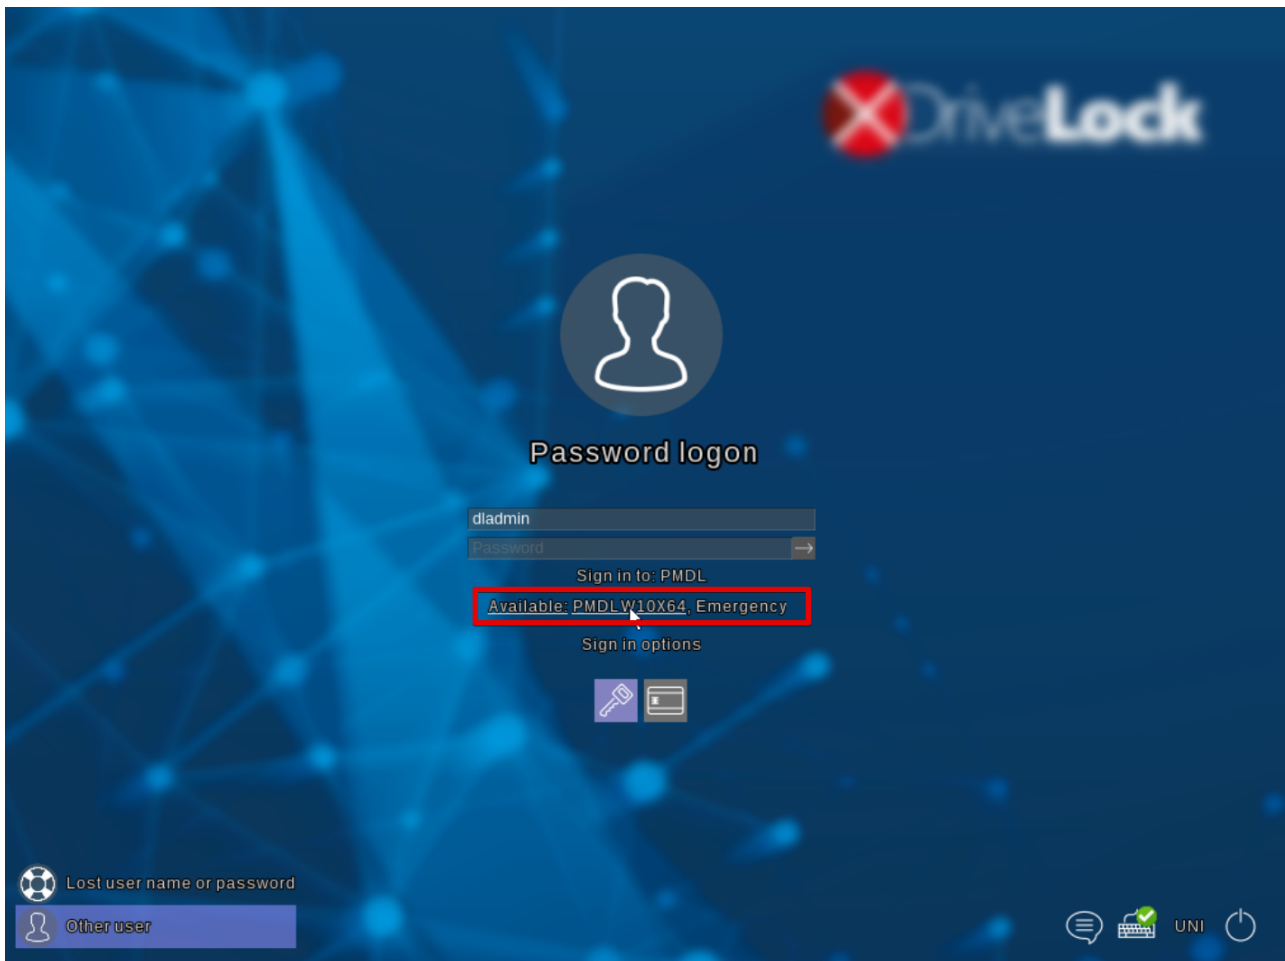 DriveLock
Password logon
dladmin
Password
Sign in to: PMDL
Available: PMDLW10X64, Emergency
Sign in options
Lost user name or password
Other user
UNI